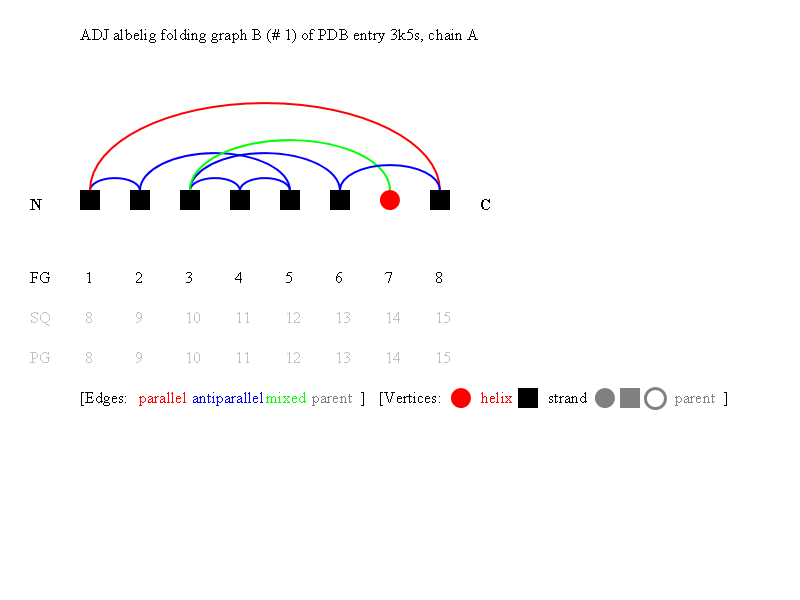 ADJ albelig folding graph B (# 1) of PDB entry 3k5s, chain A
N C
FG 1 2 3 4 5 6 7 8
SQ 8 9 10 11 12 13 14 15
PG 8 9 10 11 12 13 14 15
[Edges: parallel antiparallel mixed parent ] [Vertices: helix strand parent ]